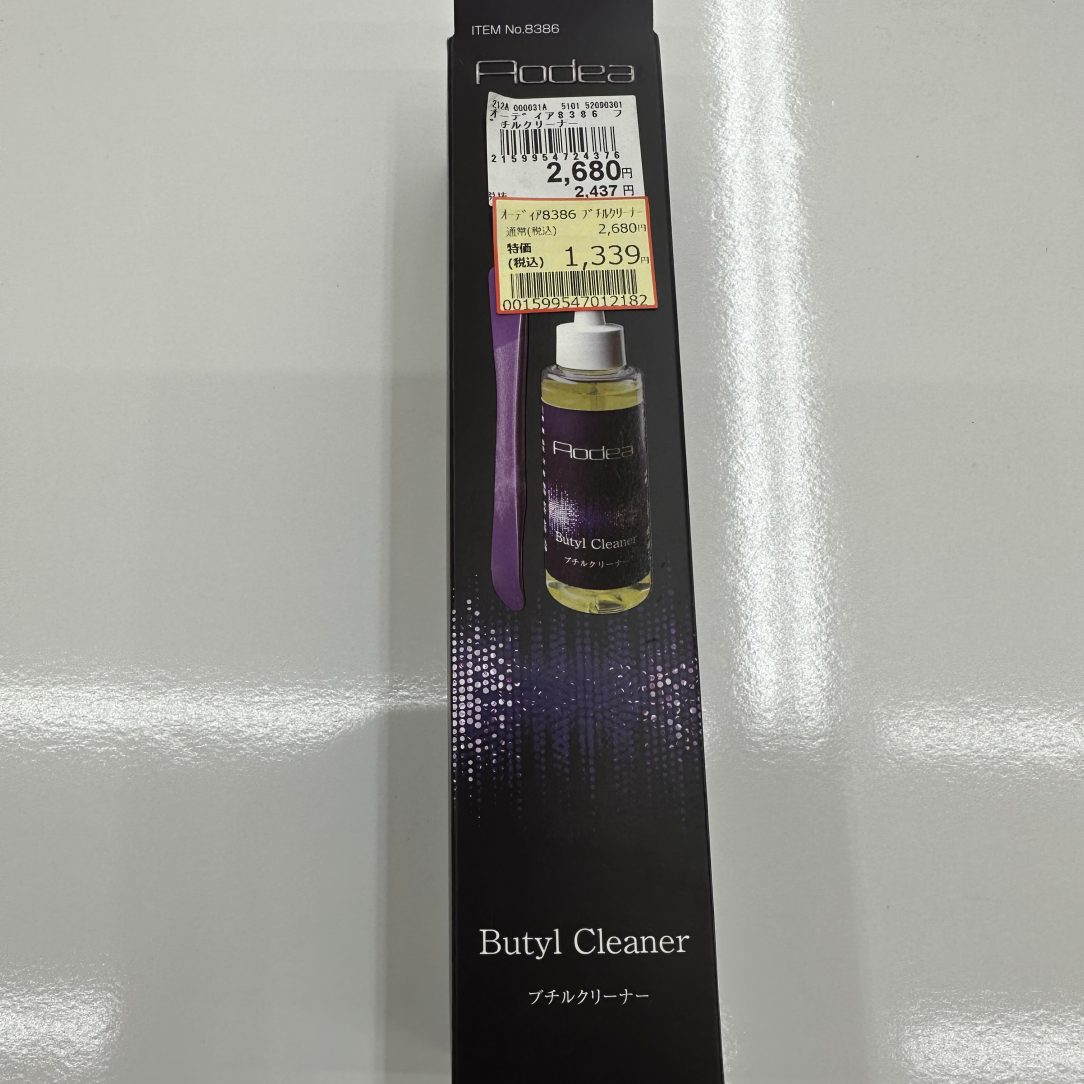 ITEM No.8386
Aodea
212A 000031A 5101 52090301
オーディア8386 ブ
チルクリーナー
2159954724376
2,680円
税抜 2,437円
オーディア8386 ブチルクリーナー
通常(税込) 2,680円
特価
(税込) 1,339円
001599547012182
Aodea
Butyl Cleaner
ブチルクリーナー
Butyl Cleaner
ブチルクリーナー